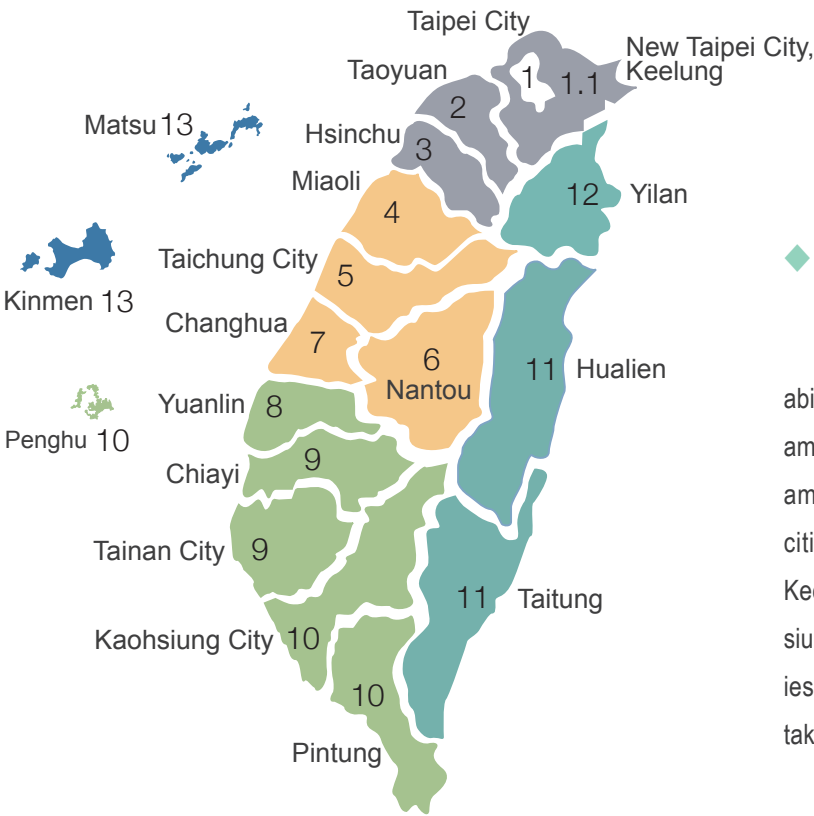 Taipei City
New Taipei City,
Keelung
1
1.1
Taoyuan
2
Matsu 13
Hsinchu
3
Miaoli
4
12
Yilan
Taichung City
5
Kinmen 13
Changhua
7
6
Nantou
11
Hualien
Yuanlin
8
Penghu 10
Chiayi
9
Tainan City
9
11
Taitung
Kaohsiung City
10
10
Pintung
abi
am
am
citi
Kee
siu
ies
tak